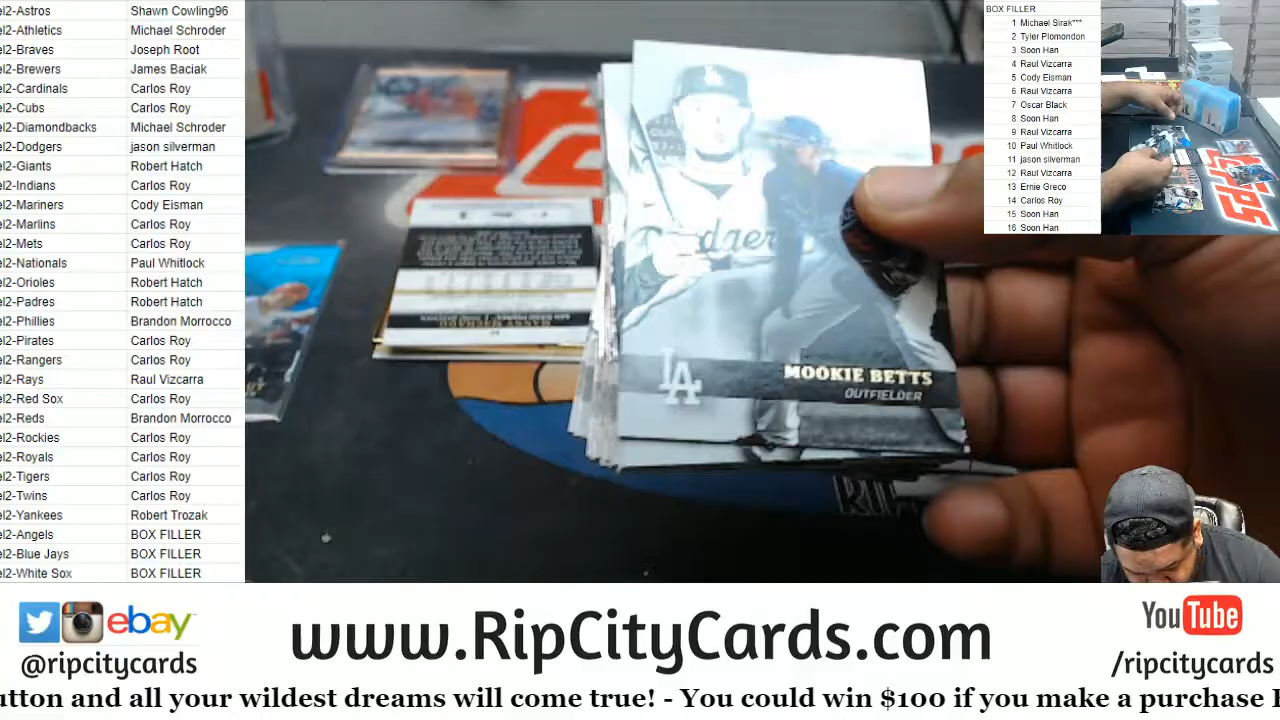 el2-Astros Shawn Cowling96
el2-Athletics Michael Schroder
el2-Braves Joseph Root
el2-Brewers James Baciak
el2-Cardinals Carlos Roy
el2-Cubs Carlos Roy
el2-Diamondbacks Michael Schroder
el2-Dodgers jason silverman
el2-Giants Robert Hatch
el2-Indians Carlos Roy
el2-Mariners Cody Eisman
el2-Marlins Carlos Roy
el2-Mets Carlos Roy
el2-Nationals Paul Whitlock
el2-Orioles Robert Hatch
el2-Padres Robert Hatch
el2-Phillies Brandon Morrocco
el2-Pirates Carlos Roy
el2-Rangers Carlos Roy
el2-Rays Raul Vizcarra
el2-Red Sox Carlos Roy
el2-Reds Brandon Morrocco
el2-Rockies Carlos Roy
el2-Royals Carlos Roy
el2-Tigers Carlos Roy
el2-Twins Carlos Roy
el2-Yankees Robert Trozak
el2-Angels BOX FILLER
el2-Blue Jays BOX FILLER
el2-White Sox BOX FILLER
Dodgers
LA
MOOKIE BETTS
OUTFIELDER
MANNY MACHADO
RIP
BOX FILLER
1 Michael Sirak***
2 Tyler Plomondon
3 Soon Han
4 Raul Vizcarra
5 Cody Eisman
6 Raul Vizcarra
7 Oscar Black
8 Soon Han
9 Raul Vizcarra
10 Paul Whitlock
11 jason silverman
12 Raul Vizcarra
13 Ernie Greco
14 Carlos Roy
15 Soon Han
16 Soon Han
topps
ebay
@ripcitycards
www.RipCityCards.com
YouTube
/ripcitycards
utton and all your wildest dreams will come true! - You could win $100 if you make a purchase